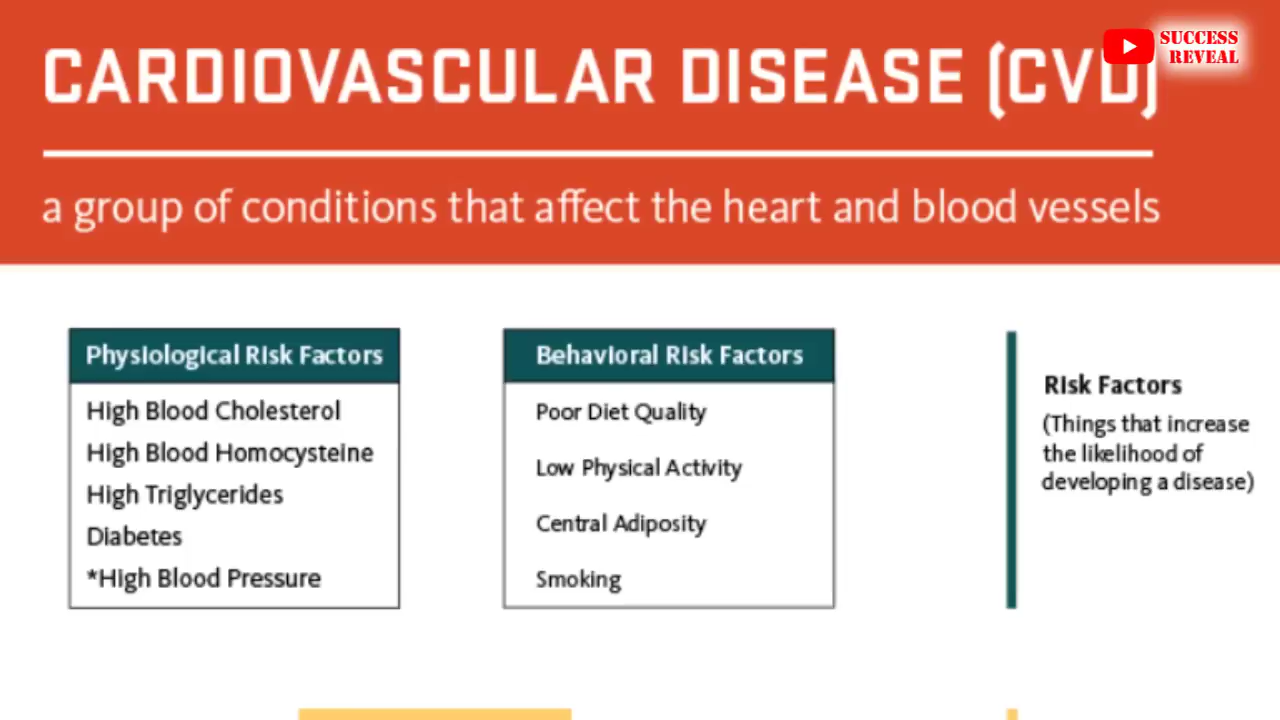 CARDIOVASCULAR DISEASE (CVD)
SUCCESS
REVEAL
a group of conditions that affect the heart and blood vessels
Physiological Risk Factors
High Blood Cholesterol
High Blood Homocysteine
High Triglycerides
Diabetes
*High Blood Pressure
Behavioral Risk Factors
Poor Diet Quality
Low Physical Activity
Central Adiposity
Smoking
Risk Factors
(Things that increase
the likelihood of
developing a disease)